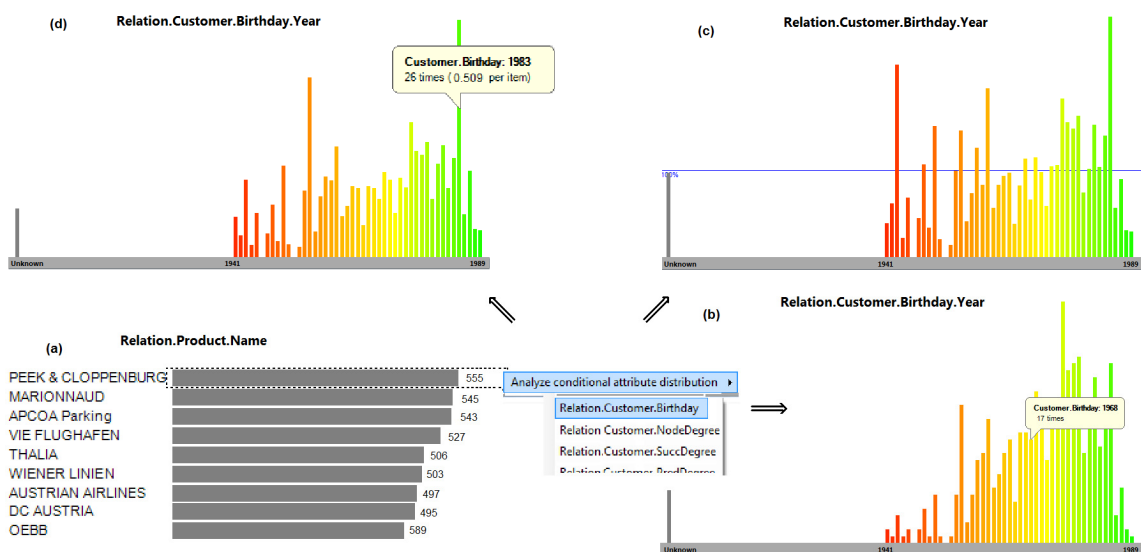 (d)
Relation.Customer.Birthday.Year
Customer.Birthday: 1983
26 times (0.509 per item)
Unknown
1941
1989
(c)
Relation.Customer.Birthday.Year
100%
Unknown
1941
1989
(a)
Relation.Product.Name
PEEK & CLOPPENBURG
555
MARIONNAUD
545
APCOA Parking
543
VIE FLUGHAFEN
527
THALIA
506
WIENER LINIEN
503
AUSTRIAN AIRLINES
497
DC AUSTRIA
495
OEBB
589
Analyze conditional attribute distribution
Relation.Customer.Birthday
Relation Customer.NodeDegree
Relation.Customer.SuccDegree
Relation Customer.PredDegree
Relation.Customer.Birthday.Year
(b)
Customer.Birthday: 1968
17 times
Unknown
1941
1989